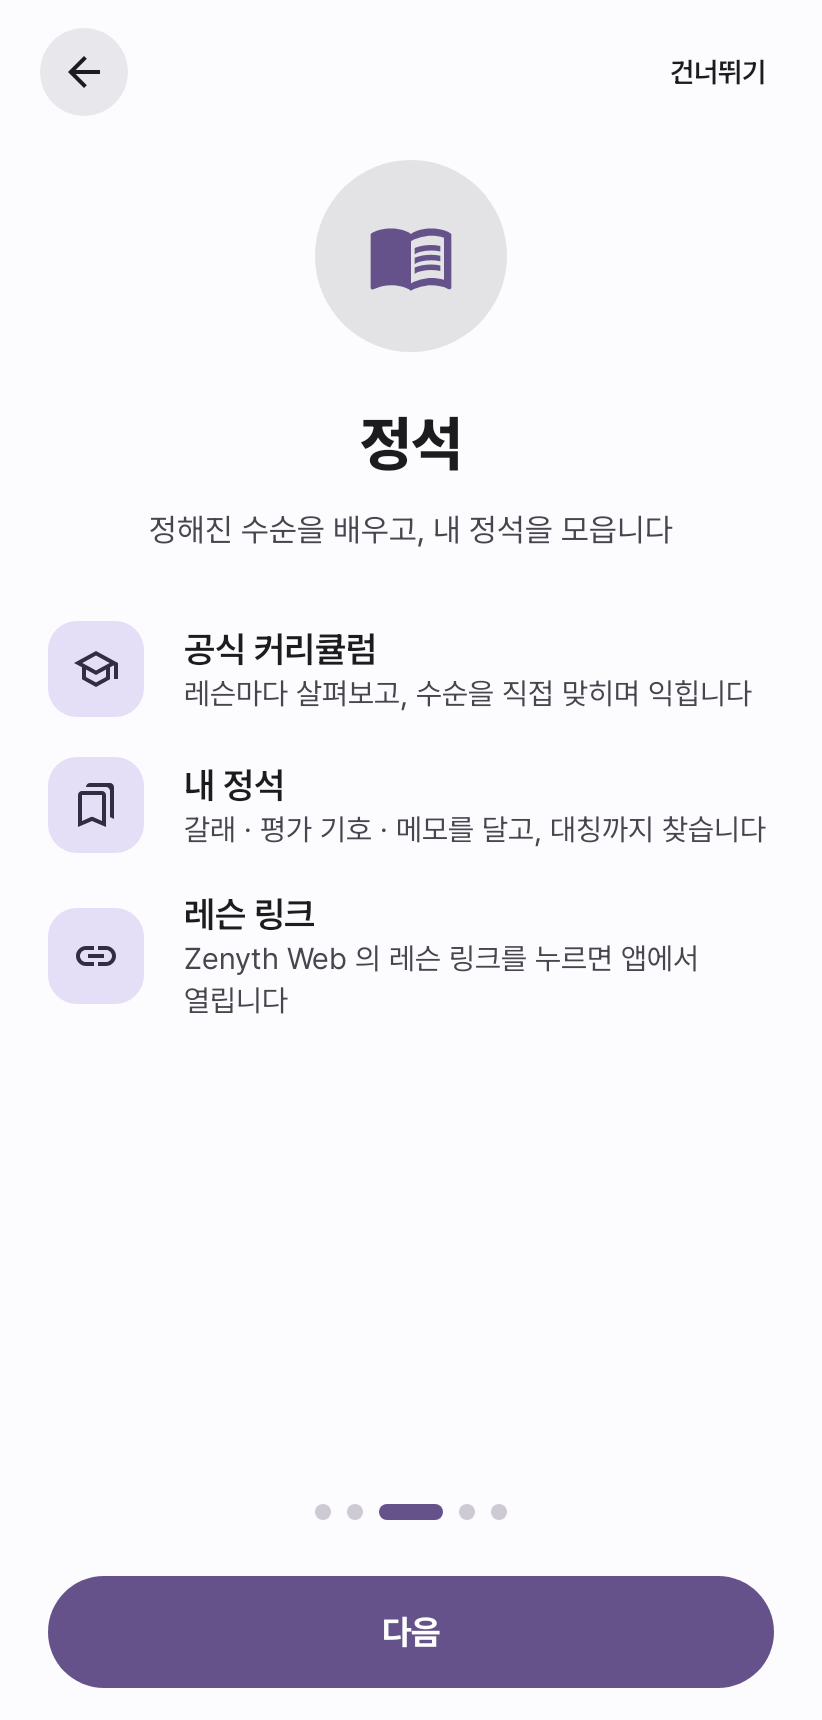 건너뛰기
정석
정해진 수순을 배우고, 내 정석을 모읍니다
공식 커리큘럼
레슨마다 살펴보고, 수순을 직접 맞히며 익힙니다
내 정석
갈래 · 평가 기호 · 메모를 달고, 대칭까지 찾습니다
레슨 링크
Zenyth Web 의 레슨 링크를 누르면 앱에서
열립니다
다음